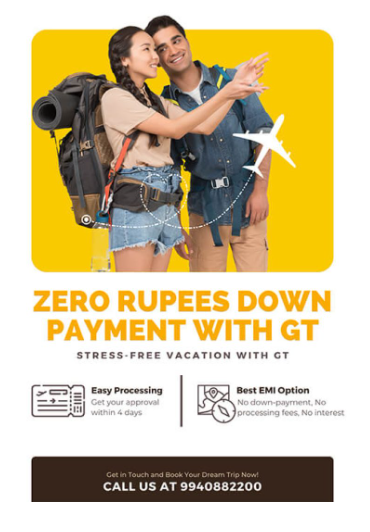 ZERO RUPEES DOWN
PAYMENT WITH GT
STRESS-FREE VACATION WITH GT
Easy Processing
Get your approval
within 4 days
Best EMI Option
No down-payment, No
processing fees, No interest
Get in Touch and Book Your Dream Trip Now!
CALL US AT 9940882200